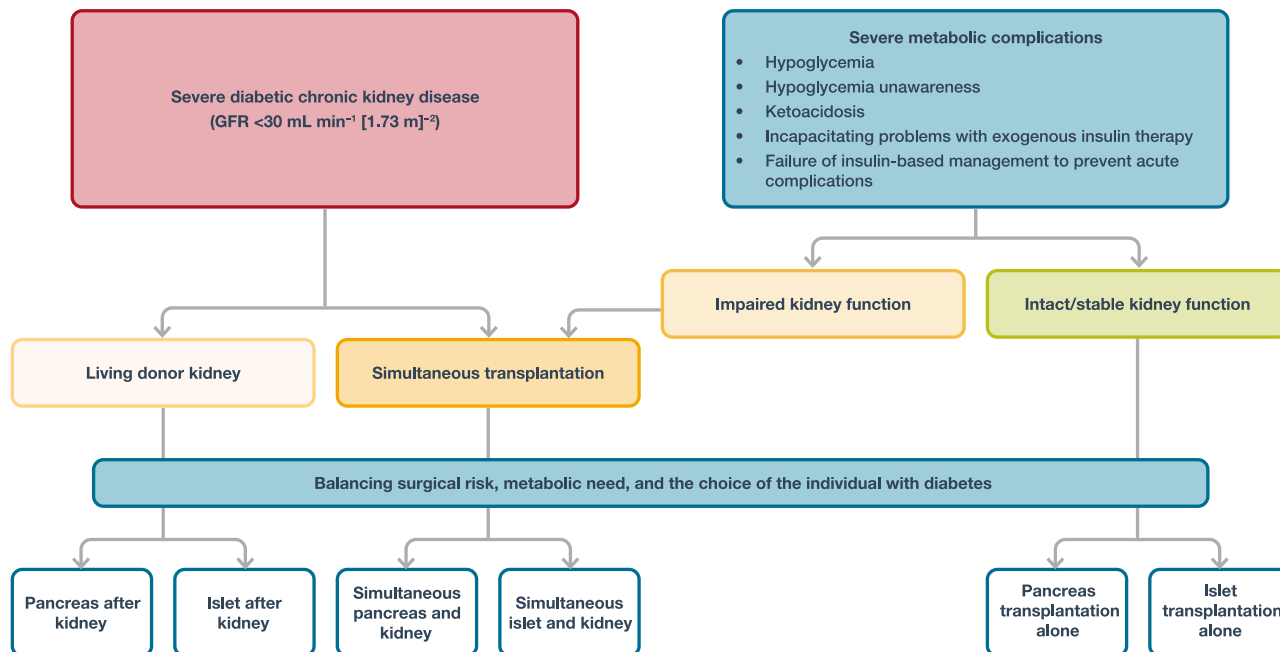 Severe diabetic chronic kidney disease
(GFR <30 mL min⁻¹ [1.73 m]⁻²)
Severe metabolic complications
• Hypoglycemia
• Hypoglycemia unawareness
• Ketoacidosis
• Incapacitating problems with exogenous insulin therapy
• Failure of insulin-based management to prevent acute
complications
Impaired kidney function
Intact/stable kidney function
Living donor kidney
Simultaneous transplantation
Balancing surgical risk, metabolic need, and the choice of the individual with diabetes
Pancreas after
kidney
Islet after
kidney
Simultaneous
pancreas and
kidney
Simultaneous
islet and kidney
Pancreas
transplantation
alone
Islet
transplantation
alone